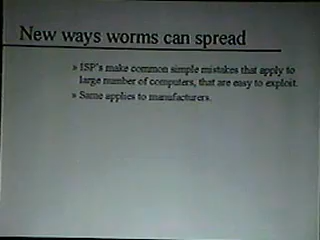 New ways worms can spread
» ISP's make common simple mistakes that apply to
large number of computers, that are easy to exploit.
» Same applies to manufacturers.